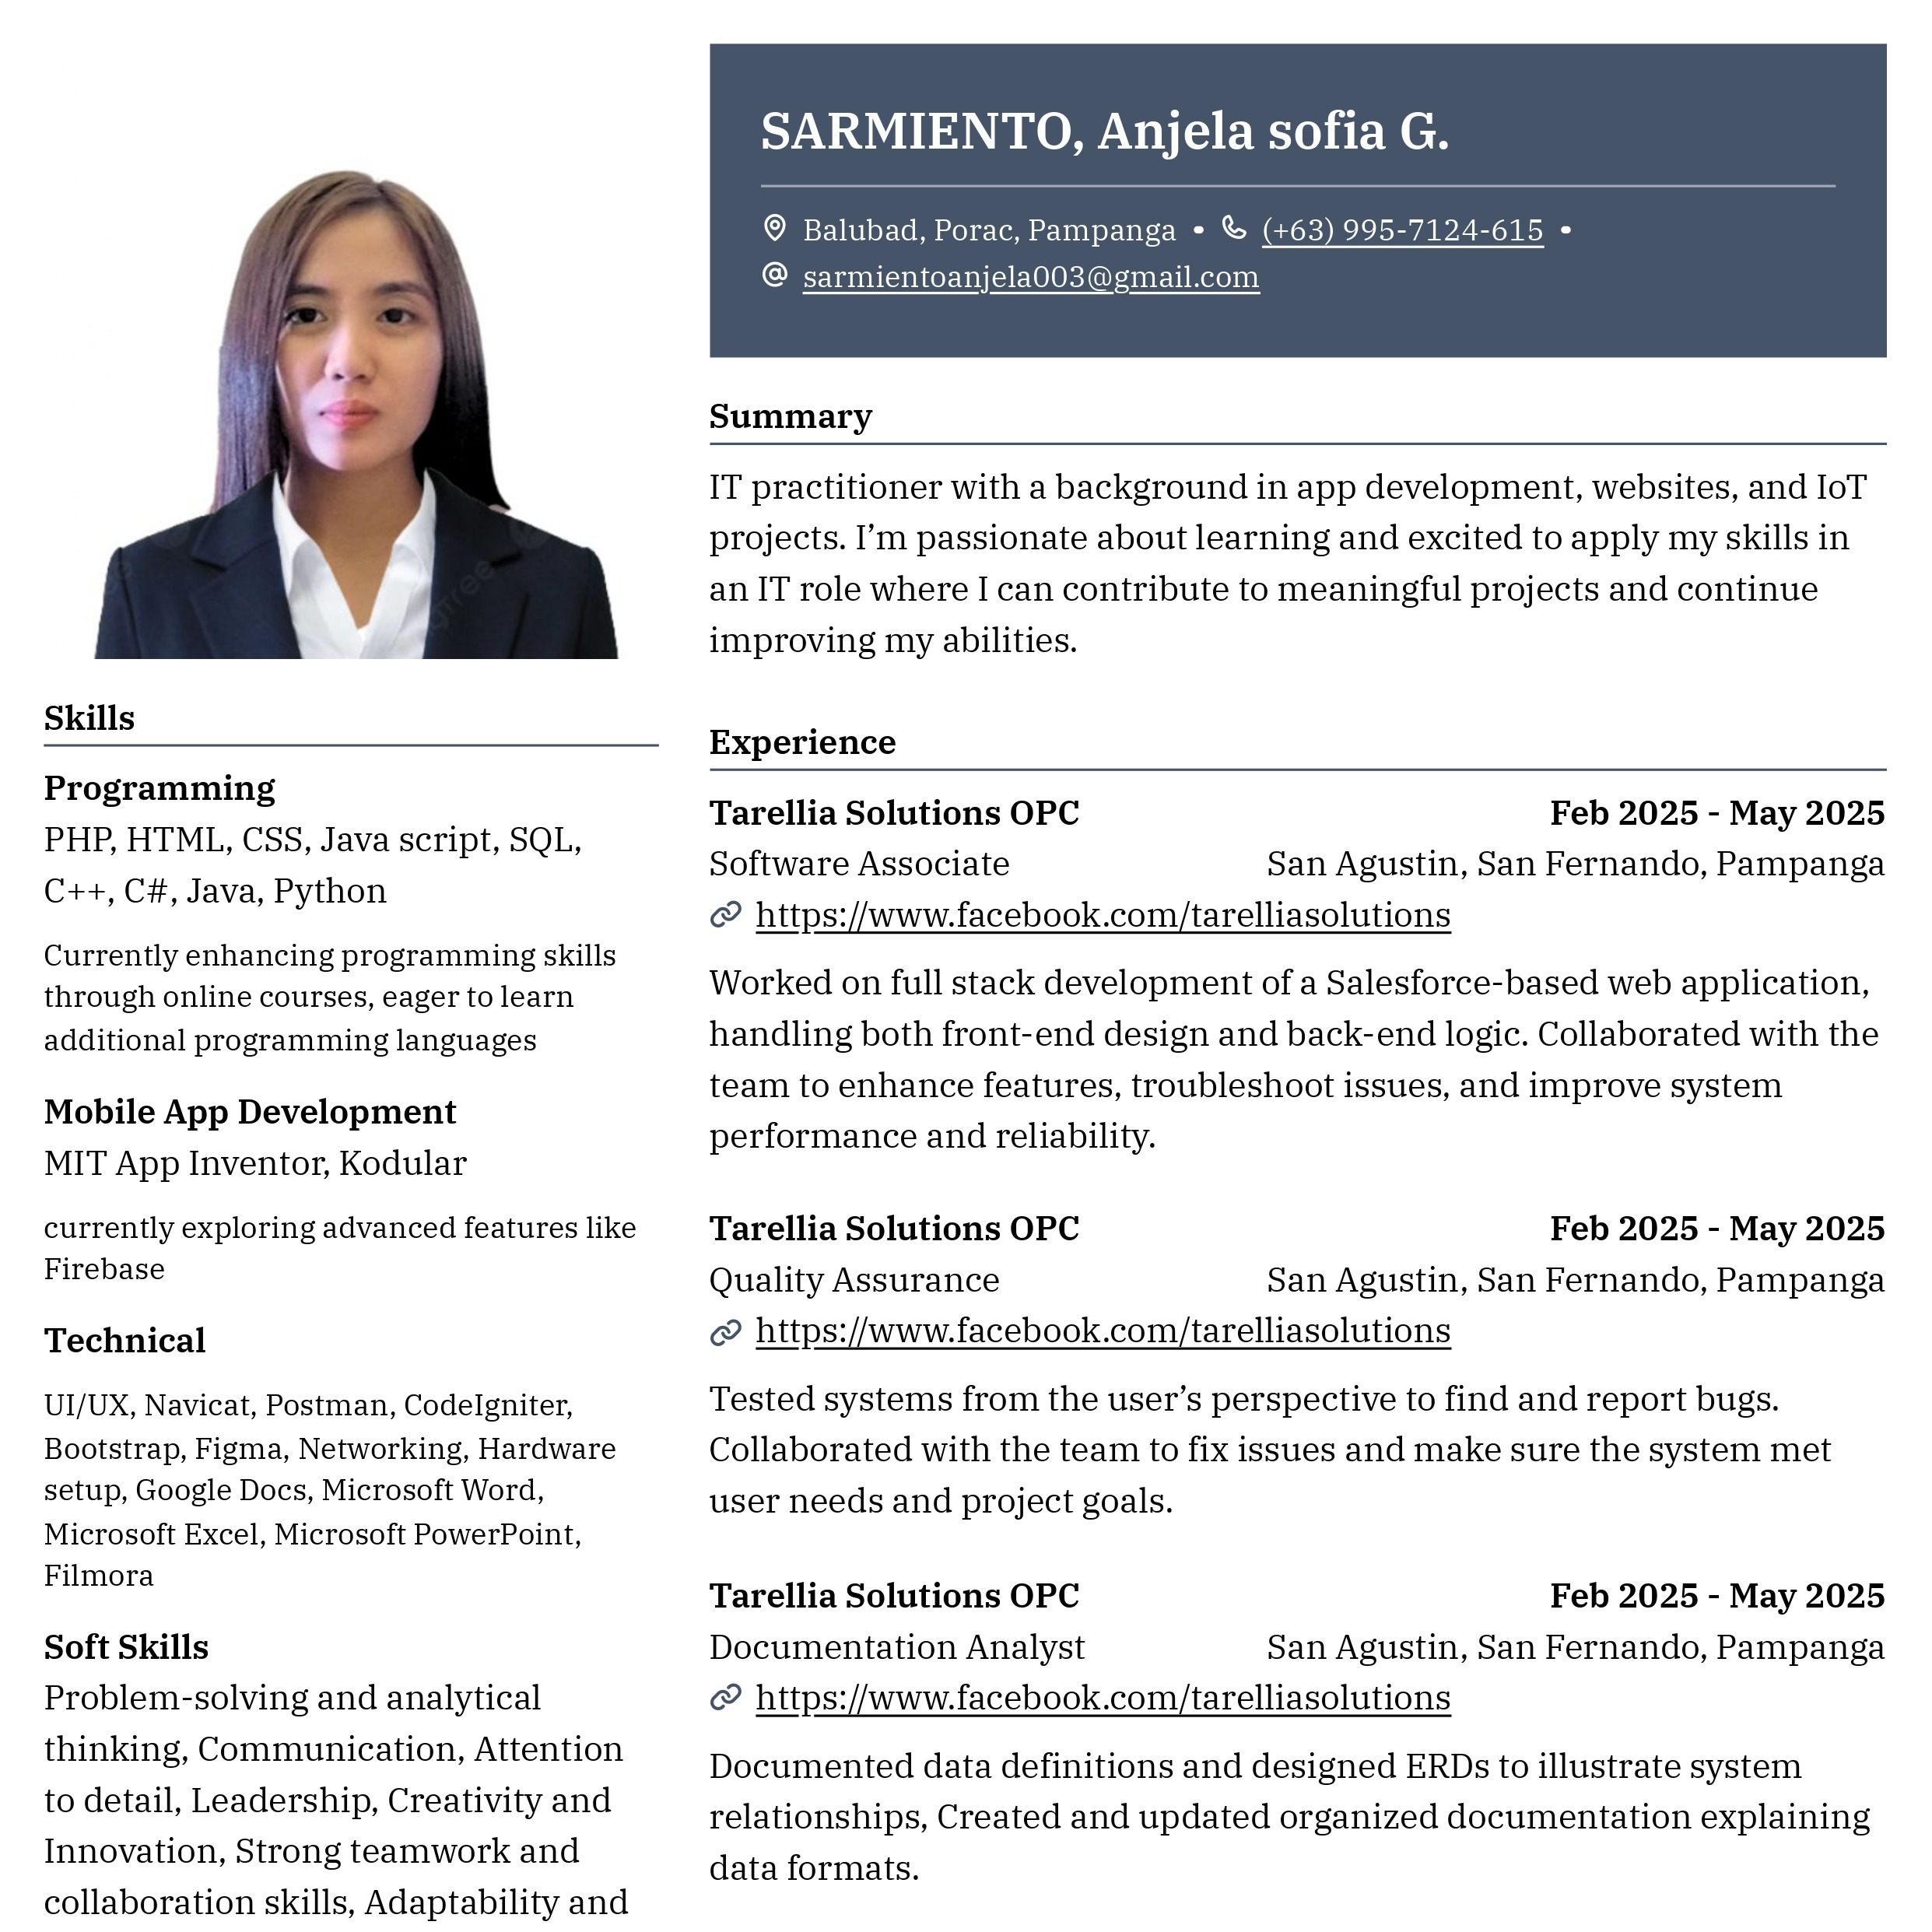 SARMIENTO, Anjela sofia G.
Balubad, Porac, Pampanga • (+63) 995-7124-615 •
sarmientoanjela003@gmail.com
Summary
IT practitioner with a background in app development, websites, and IoT
projects. I’m passionate about learning and excited to apply my skills in
an IT role where I can contribute to meaningful projects and continue
improving my abilities.
Experience
Tarellia Solutions OPC Feb 2025 - May 2025
Software Associate San Agustin, San Fernando, Pampanga
https://www.facebook.com/tarelliasolutions
Worked on full stack development of a Salesforce-based web application,
handling both front-end design and back-end logic. Collaborated with the
team to enhance features, troubleshoot issues, and improve system
performance and reliability.
Tarellia Solutions OPC Feb 2025 - May 2025
Quality Assurance San Agustin, San Fernando, Pampanga
https://www.facebook.com/tarelliasolutions
Tested systems from the user’s perspective to find and report bugs.
Collaborated with the team to fix issues and make sure the system met
user needs and project goals.
Tarellia Solutions OPC Feb 2025 - May 2025
Documentation Analyst San Agustin, San Fernando, Pampanga
https://www.facebook.com/tarelliasolutions
Documented data definitions and designed ERDs to illustrate system
relationships, Created and updated organized documentation explaining
data formats.
Skills
Programming
PHP, HTML, CSS, Java script, SQL,
C++, C#, Java, Python
Currently enhancing programming skills
through online courses, eager to learn
additional programming languages
Mobile App Development
MIT App Inventor, Kodular
currently exploring advanced features like
Firebase
Technical
UI/UX, Navicat, Postman, CodeIgniter,
Bootstrap, Figma, Networking, Hardware
setup, Google Docs, Microsoft Word,
Microsoft Excel, Microsoft PowerPoint,
Filmora
Soft Skills
Problem-solving and analytical
thinking, Communication, Attention
to detail, Leadership, Creativity and
Innovation, Strong teamwork and
collaboration skills, Adaptability and